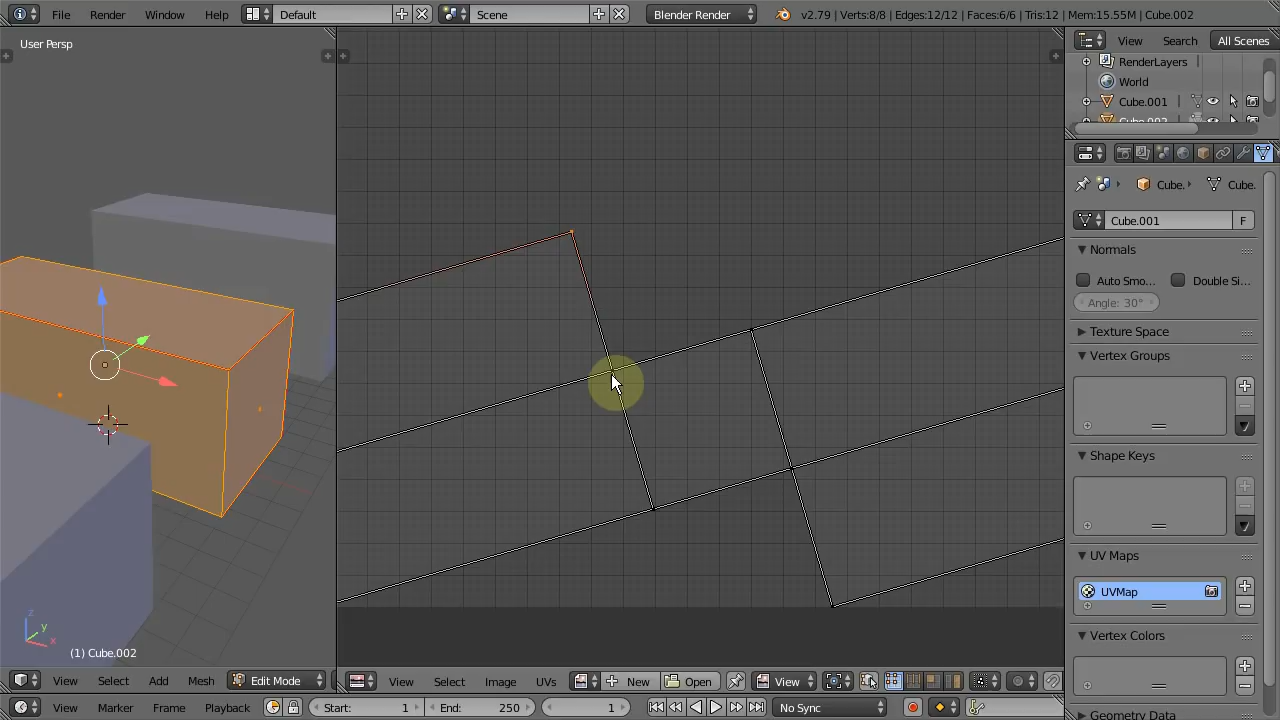 File Render Window Help Default Scene Blender Render v2.79 | Verts:8/8 | Edges:12/12 | Faces:6/6 | Tris:12 | Mem:15.55M | Cube.002
User Persp
View Search All Scenes
RenderLayers
World
Cube.001
Cube. Cube.
Cube.001 F
Normals
Auto Smo... Double Si...
Angle: 30°
Texture Space
Vertex Groups
Shape Keys
UV Maps
UVMap
Vertex Colors
Geometry Data
z
y
x
(1) Cube.002
View Select Add Mesh Edit Mode
View Select Image UVs New Open View
View Marker Frame Playback Start: 1 End: 250 1 No Sync